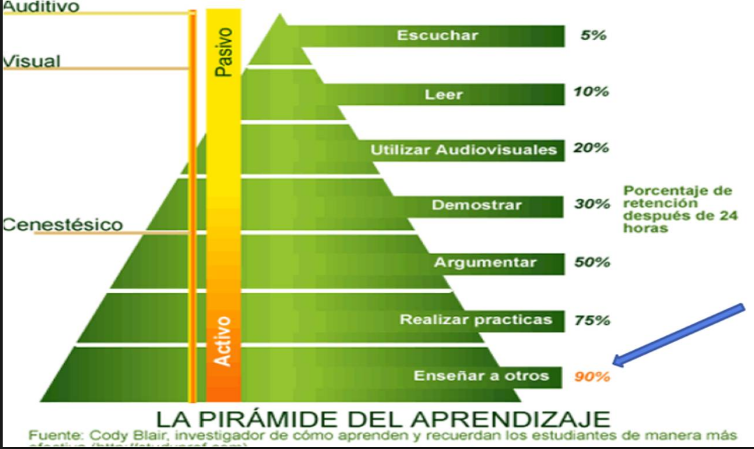 Auditivo
Visual
Cenestésico
Pasivo
Activo
Escuchar 5%
Leer 10%
Utilizar Audiovisuales 20%
Demostrar 30%
Argumentar 50%
Realizar practicas 75%
Enseñar a otros 90%
Porcentaje de
retención
después de 24
horas
LA PIRÁMIDE DEL APRENDIZAJE
Fuente: Cody Blair, investigador de cómo aprenden y recuerdan los estudiantes de manera más